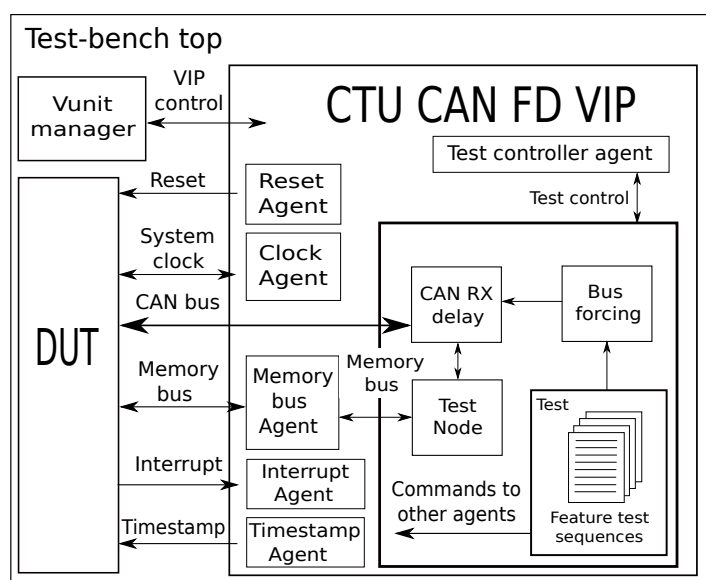 Test-bench top
Vunit
manager
VIP
control
CTU CAN FD VIP
Test controller agent
Test control
Reset
Reset
Agent
System
clock
Clock
Agent
CAN bus
CAN RX
delay
Bus
forcing
DUT
Memory
bus
Memory
bus
Agent
Memory
bus
Test
Node
Test
Feature test
sequences
Interrupt
Interrupt
Agent
Commands to
other agents
Timestamp
Timestamp
Agent